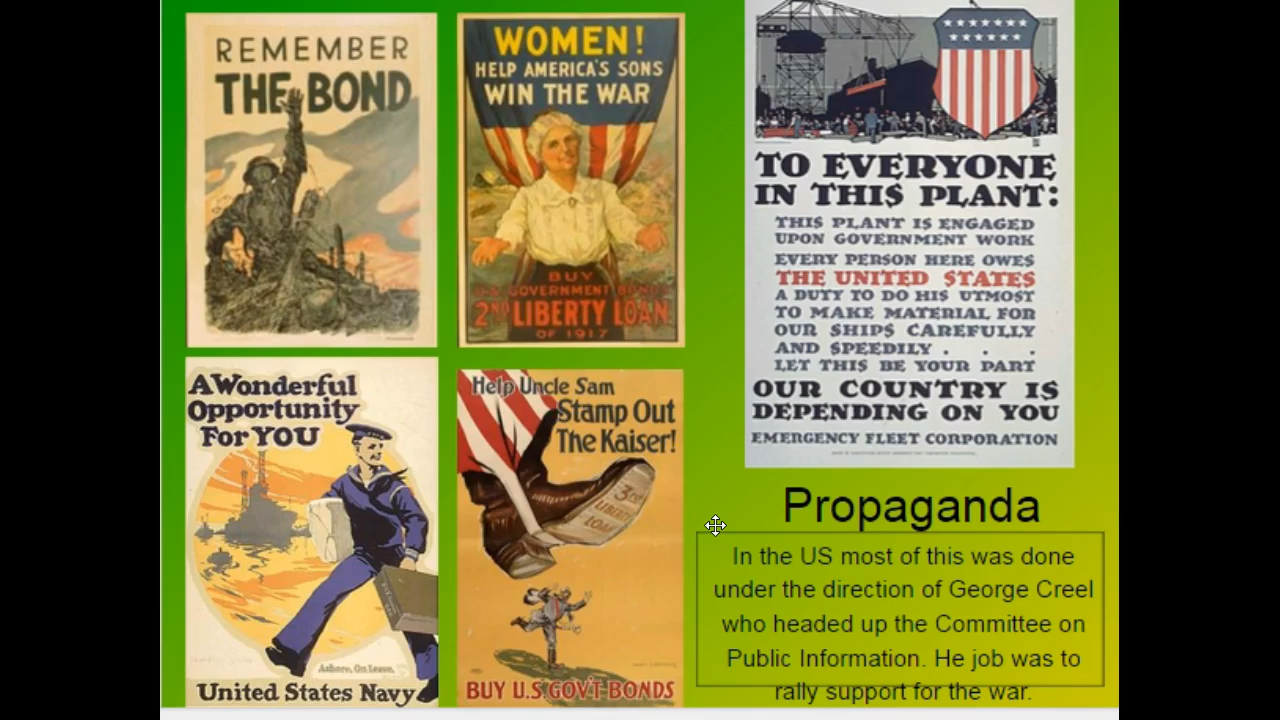 REMEMBER
THE BOND
WOMEN!
HELP AMERICA'S SONS
WIN THE WAR
BUY
U.S. GOVERNMENT BONDS
2ND LIBERTY LOAN
OF 1917
TO EVERYONE
IN THIS PLANT:
THIS PLANT IS ENGAGED
UPON GOVERNMENT WORK
EVERY PERSON HERE OWES
THE UNITED STATES
A DUTY TO DO HIS UTMOST
TO MAKE MATERIAL FOR
OUR SHIPS CAREFULLY
AND SPEEDILY . . .
LET THIS BE YOUR PART
OUR COUNTRY IS
DEPENDING ON YOU
EMERGENCY FLEET CORPORATION
A Wonderful
Opportunity
For YOU
Ashore, On Leave.
United States Navy
Help Uncle Sam
Stamp Out
The Kaiser!
3RD
LIBERTY
LOAN
BUY U.S. GOV'T BONDS
Propaganda
In the US most of this was done
under the direction of George Creel
who headed up the Committee on
Public Information. He job was to
rally support for the war.